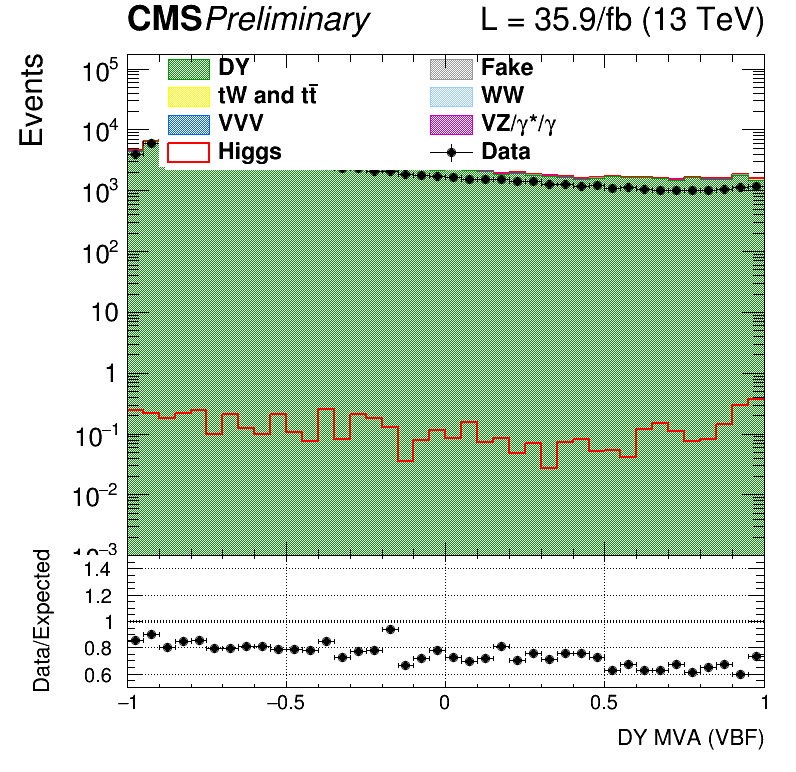 CMS Preliminary L = 35.9/fb (13 TeV)
Events
10⁵
10⁴
10³
10²
10
1
10⁻¹
10⁻²
10⁻³
DY Fake
tW and tt̅ WW
VVV VZ/γ*/γ
Higgs Data
Data/Expected
1.4
1.2
1
0.8
0.6
−1 −0.5 0 0.5 1
DY MVA (VBF)